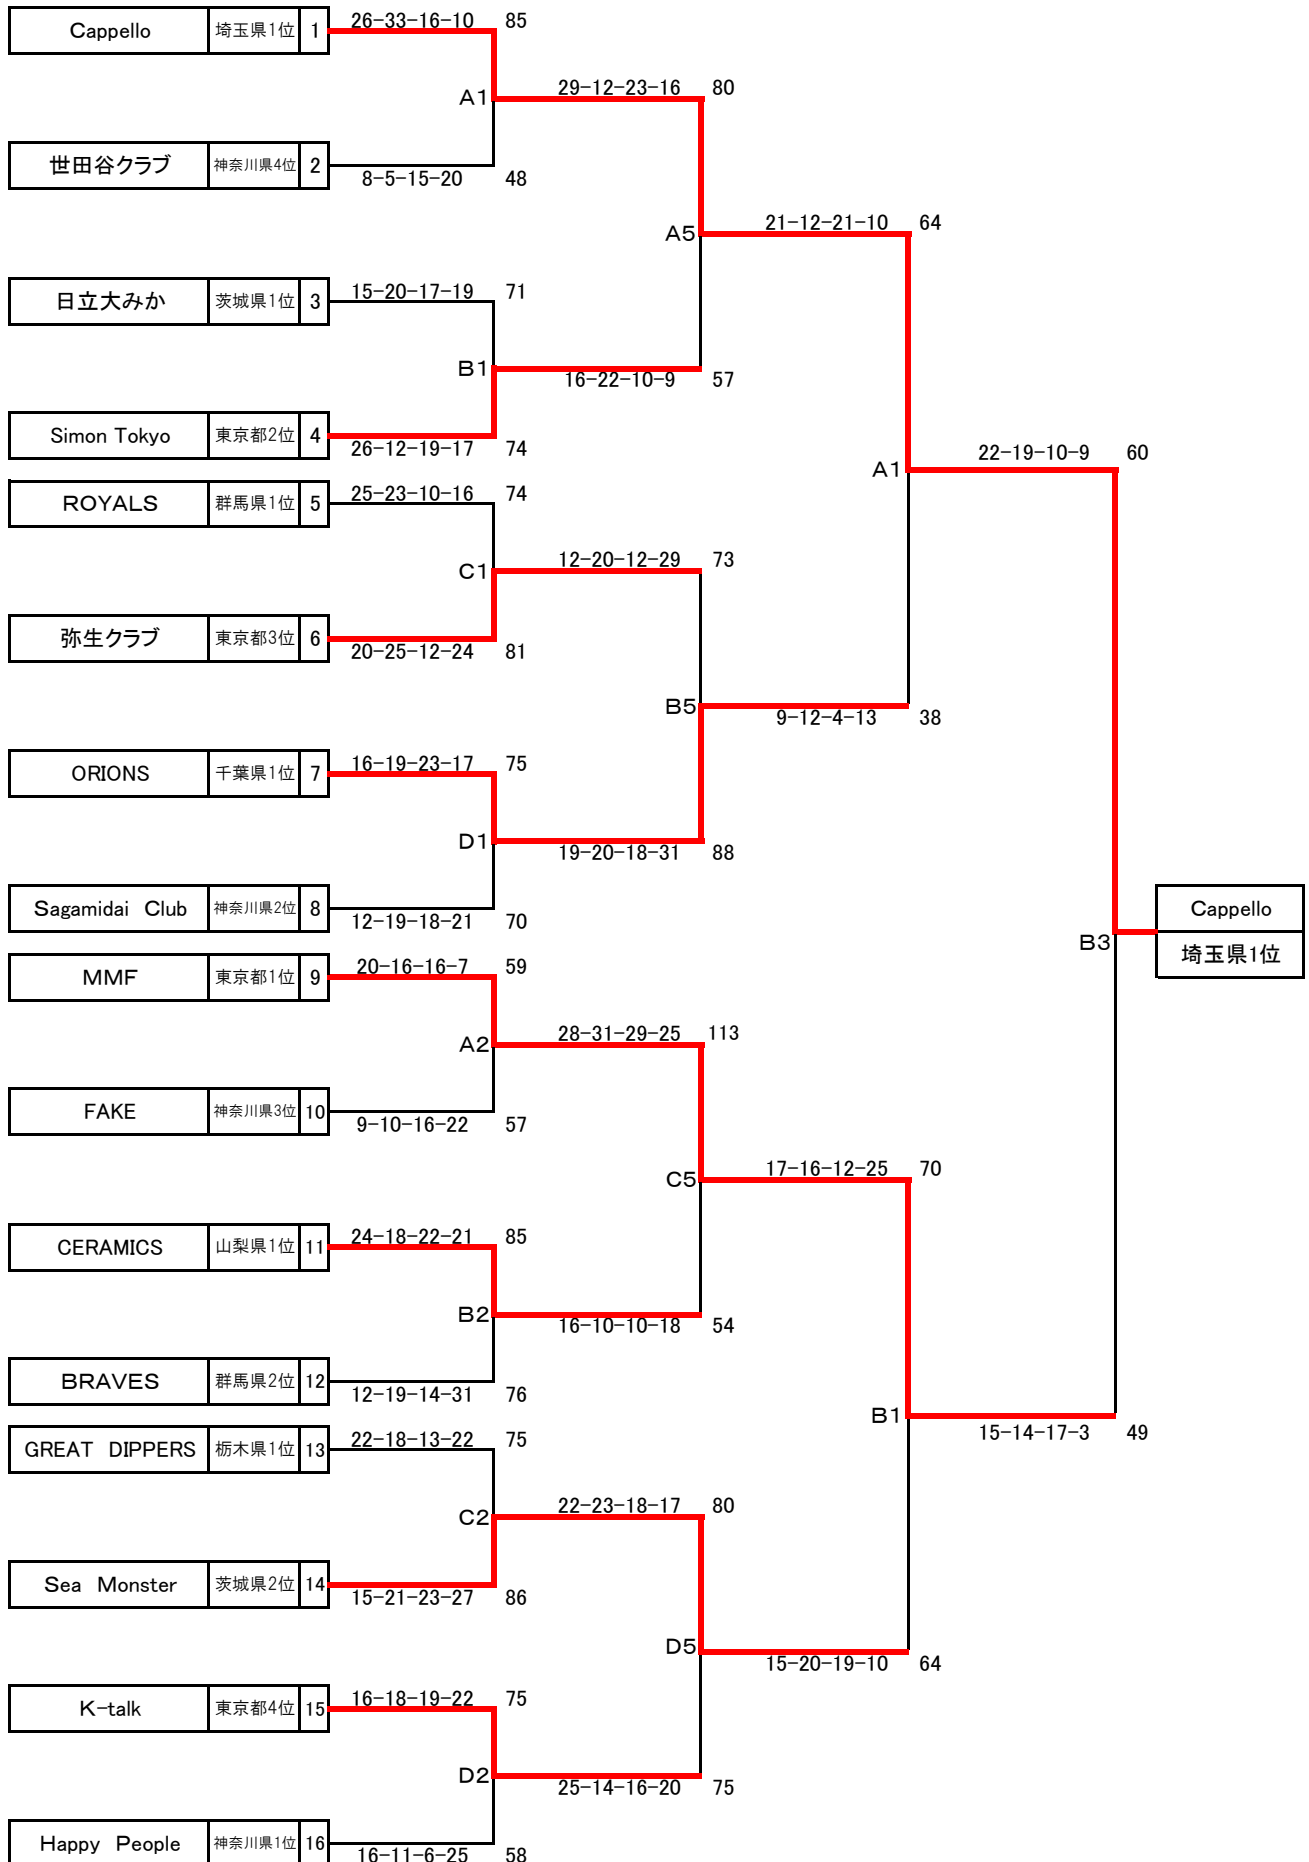 Cappello 埼玉県1位 1 26-33-16-10 85
A1 29-12-23-16 80
世田谷クラブ 神奈川県4位 2 8-5-15-20 48
A5 21-12-21-10 64
日立大みか 茨城県1位 3 15-20-17-19 71
B1 16-22-10-9 57
Simon Tokyo 東京都2位 4 26-12-19-17 74
A1 22-19-10-9 60
ROYALS 群馬県1位 5 25-23-10-16 74
C1 12-20-12-29 73
弥生クラブ 東京都3位 6 20-25-12-24 81
B5 9-12-4-13 38
ORIONS 千葉県1位 7 16-19-23-17 75
D1 19-20-18-31 88
Sagamidai Club 神奈川県2位 8 12-19-18-21 70
Cappello
B3 埼玉県1位
MMF 東京都1位 9 20-16-16-7 59
A2 28-31-29-25 113
FAKE 神奈川県3位 10 9-10-16-22 57
C5 17-16-12-25 70
CERAMICS 山梨県1位 11 24-18-22-21 85
B2 16-10-10-18 54
BRAVES 群馬県2位 12 12-19-14-31 76
B1 15-14-17-3 49
GREAT DIPPERS 栃木県1位 13 22-18-13-22 75
C2 22-23-18-17 80
Sea Monster 茨城県2位 14 15-21-23-27 86
D5 15-20-19-10 64
K-talk 東京都4位 15 16-18-19-22 75
D2 25-14-16-20 75
Happy People 神奈川県1位 16 16-11-6-25 58